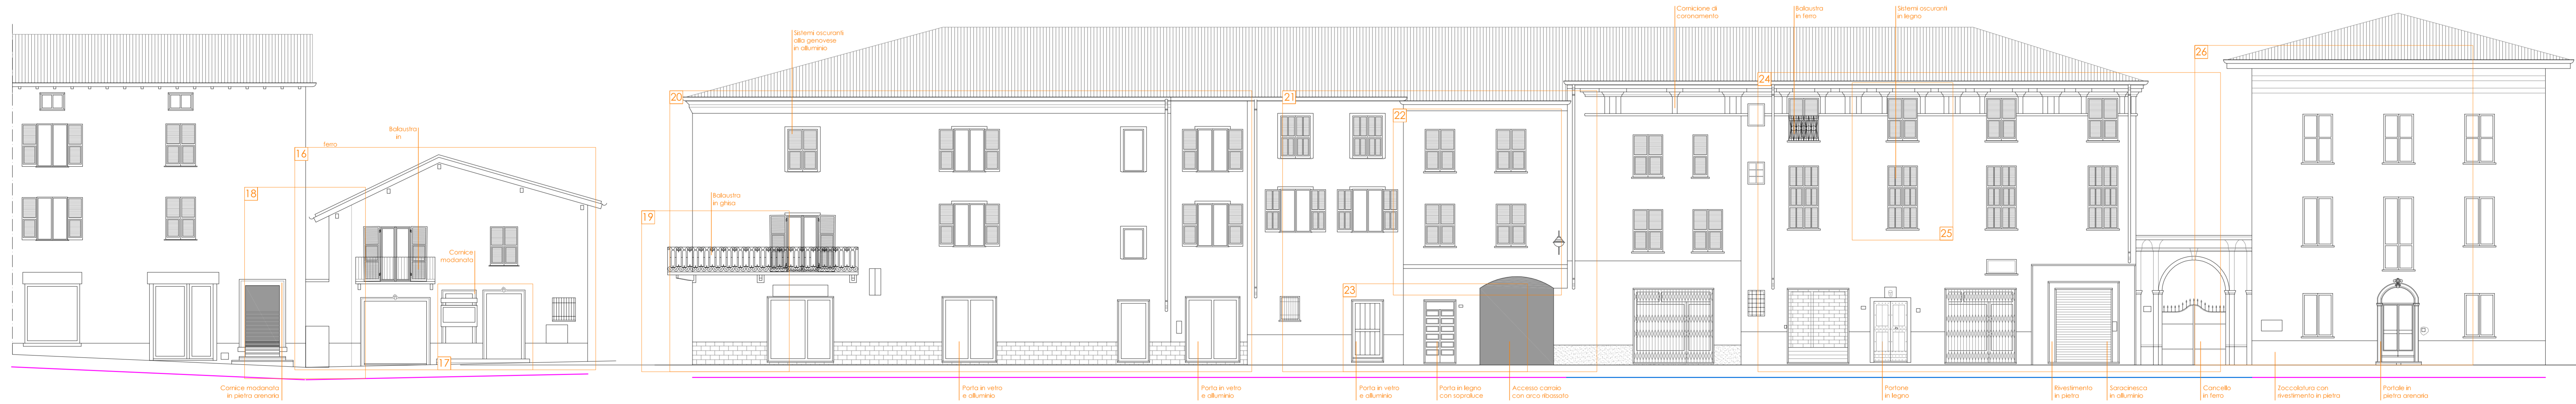 Sistemi oscuranti
alla genovese
in alluminio
Cornicione di
coronamento
Balaustra
in ferro
Sistemi oscuranti
in legno
26
24
20
21
22
Balaustra
in
ferro
16
18
Balaustra
in ghisa
19
25
Cornice
modanata
23
17
Cornice modanata
in pietra arenaria
Porta in vetro
e alluminio
Porta in vetro
e alluminio
Porta in vetro
e alluminio
Porta in legno
con sopraluce
Accesso carraio
con arco ribassato
Portone
in legno
Rivestimento
in pietra
Saracinesca
in alluminio
Cancello
in ferro
Zoccolatura con
rivestimento in pietra
Portale in
pietra arenaria